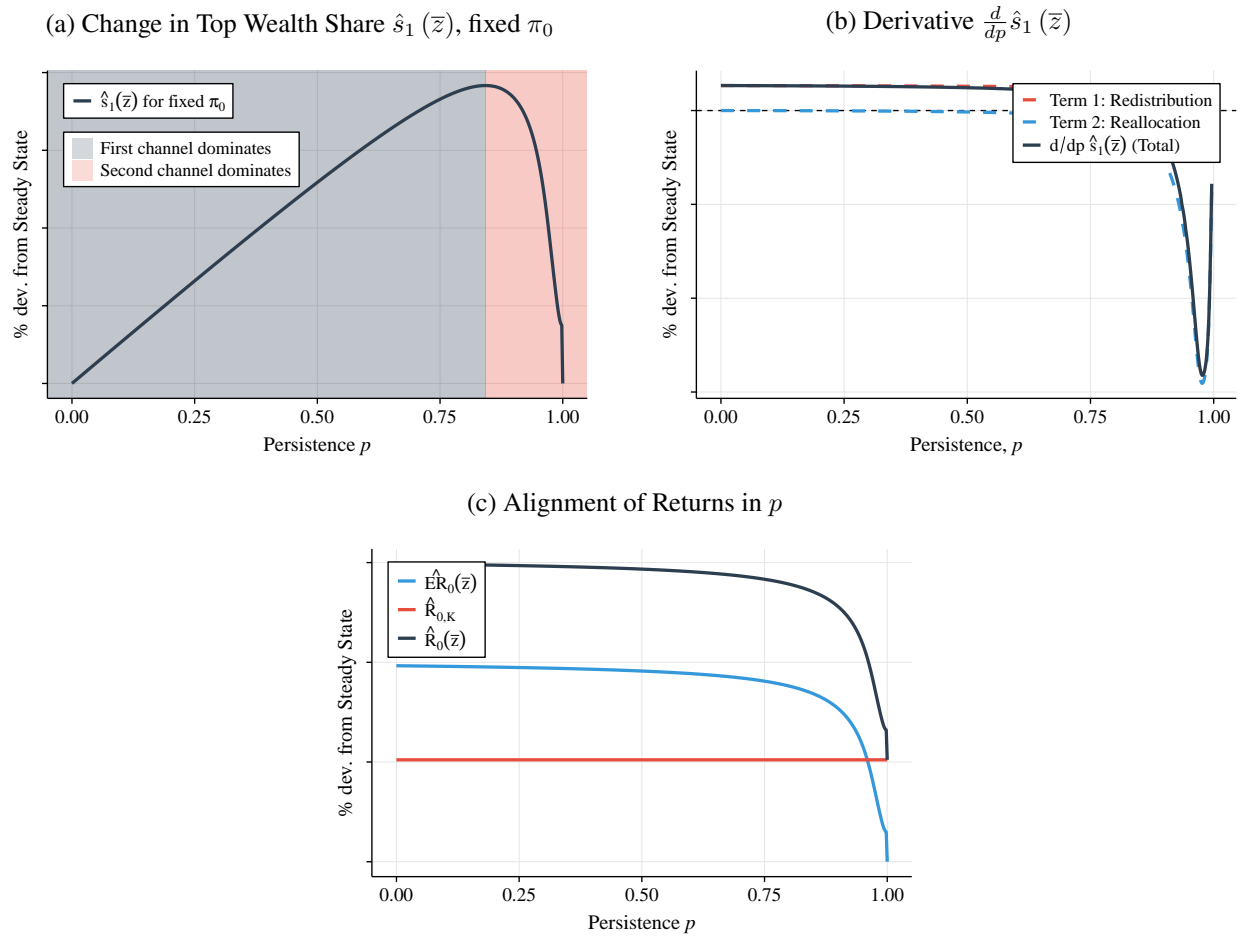 (a) Change in Top Wealth Share ŝ₁ (z̅), fixed π₀
% dev. from Steady State
ŝ₁(z̅) for fixed π₀
First channel dominates
Second channel dominates
0.00 0.25 0.50 0.75 1.00
Persistence p
(b) Derivative d/dp ŝ₁ (z̅)
% dev. from Steady State
Term 1: Redistribution
Term 2: Reallocation
d/dp ŝ₁(z̅) (Total)
0.00 0.25 0.50 0.75 1.00
Persistence, p
(c) Alignment of Returns in p
% dev. from Steady State
ÊR₀(z̅)
R̂₀,K
R̂₀(z̅)
0.00 0.25 0.50 0.75 1.00
Persistence p